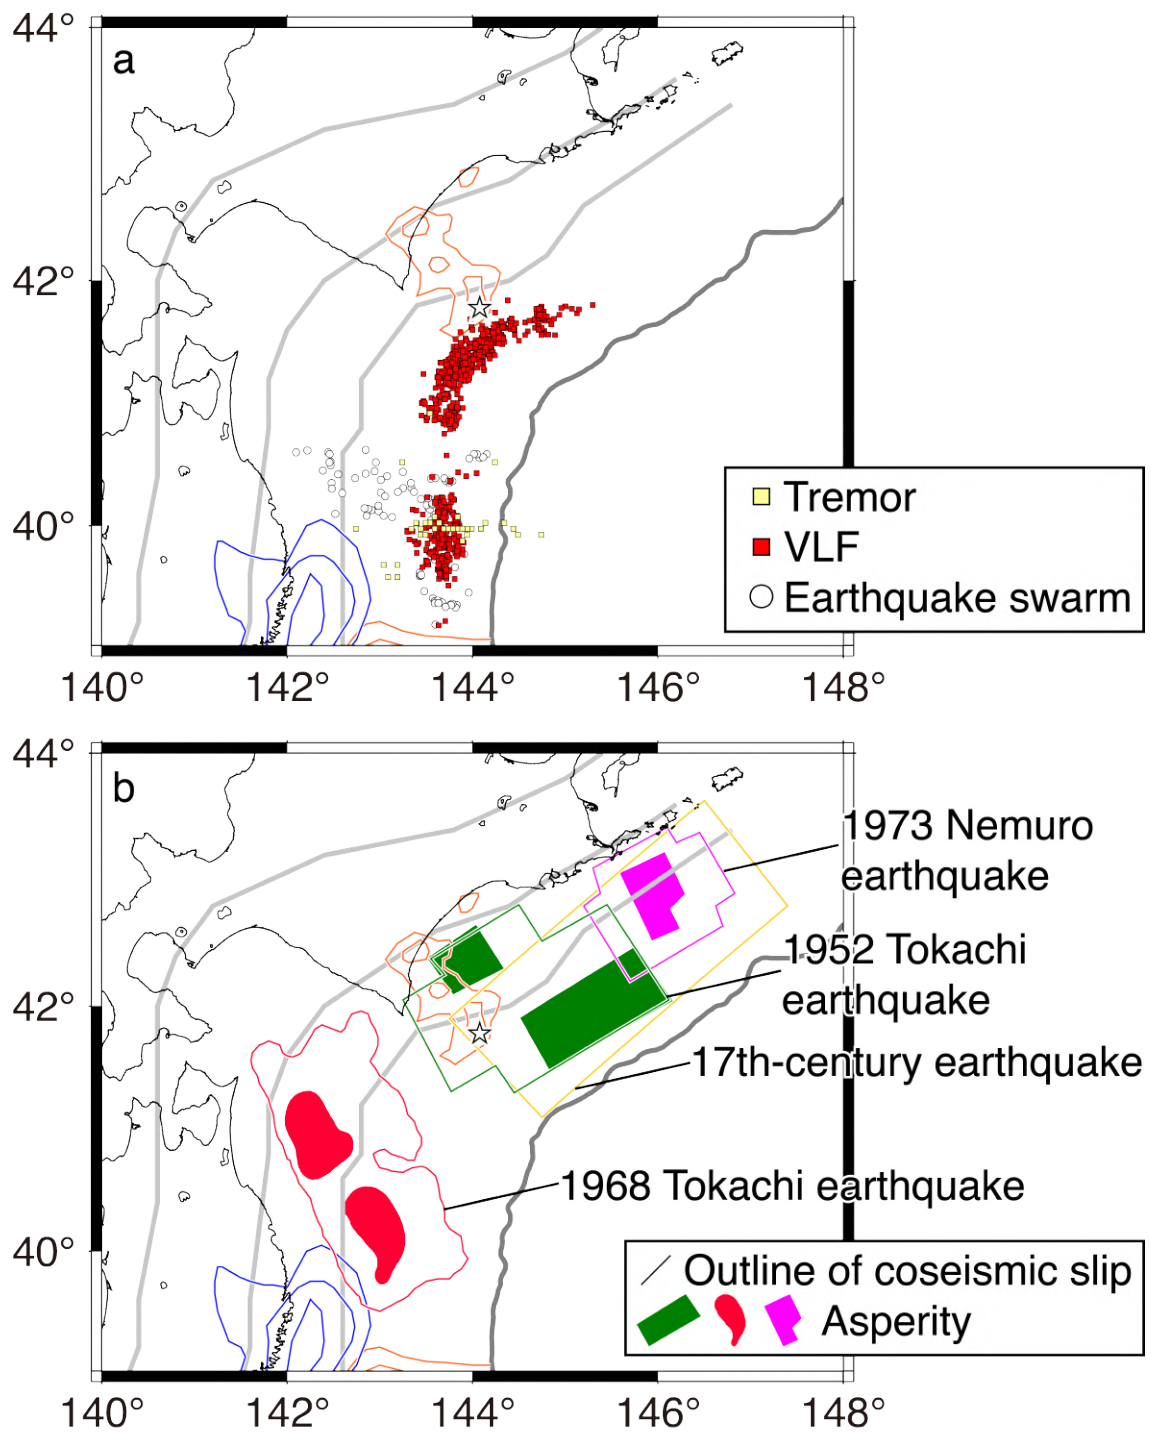 44°
a
42°
40°
Tremor
VLF
Earthquake swarm
140°
142°
144°
146°
148°
44°
b
1973 Nemuro
earthquake
1952 Tokachi
earthquake
42°
17th-century earthquake
1968 Tokachi earthquake
40°
Outline of coseismic slip
Asperity
140°
142°
144°
146°
148°